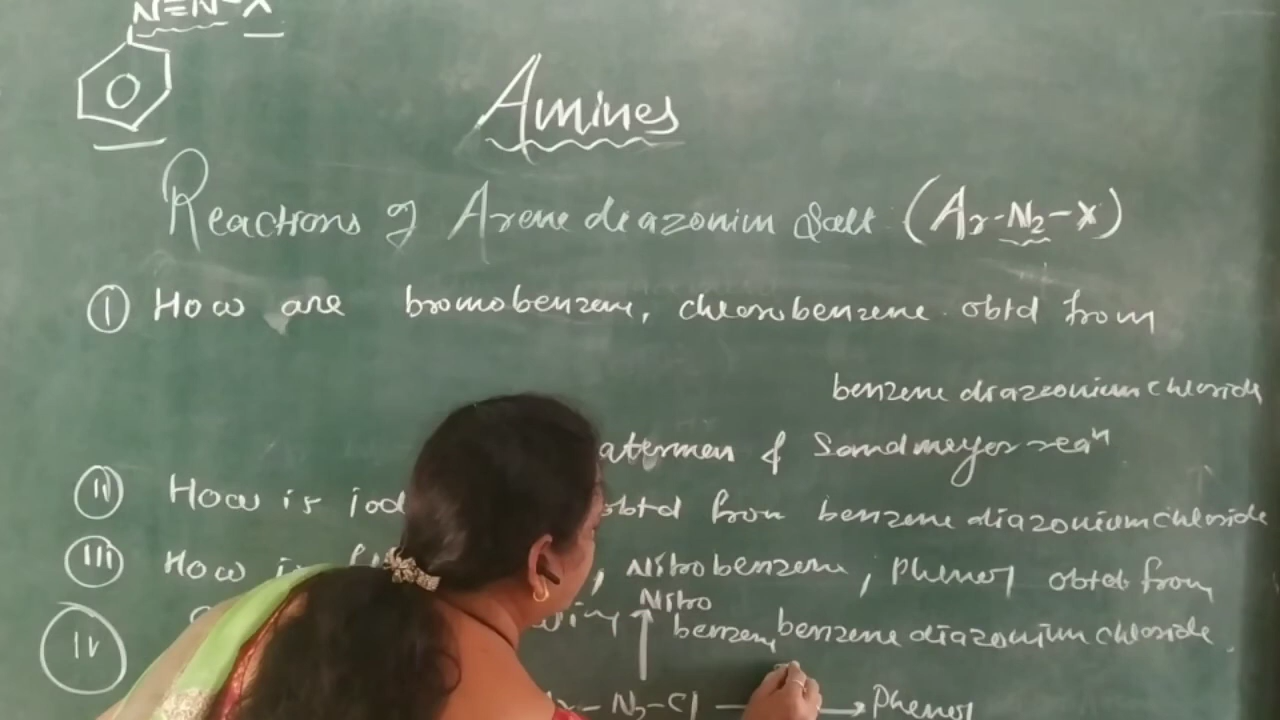 N≡N-X
Amines
Reactions of Arene diazonium Salt (Ar-N2-X)
① How are bromobenzene, chlorobenzene obtd from
benzene diazonium chloride
atterman & Sandmeyer reaⁿ
(ii) How is iod obtd from benzene diazonium chloride
(iii) How is , Nitrobenzene, Phenol obtd from
benzene diazonium chloride.
(iv)
Nitro
benzene
N2-Cl → Phenol